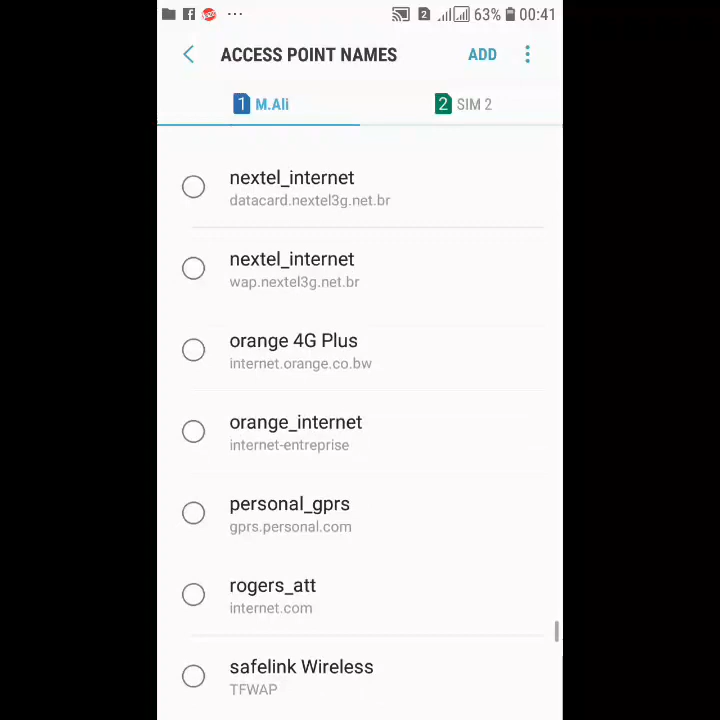 2 63% 00:41
ACCESS POINT NAMES ADD
1 M.Ali 2 SIM 2
nextel_internet
datacard.nextel3g.net.br
nextel_internet
wap.nextel3g.net.br
orange 4G Plus
internet.orange.co.bw
orange_internet
internet-entreprise
personal_gprs
gprs.personal.com
rogers_att
internet.com
safelink Wireless
TFWAP